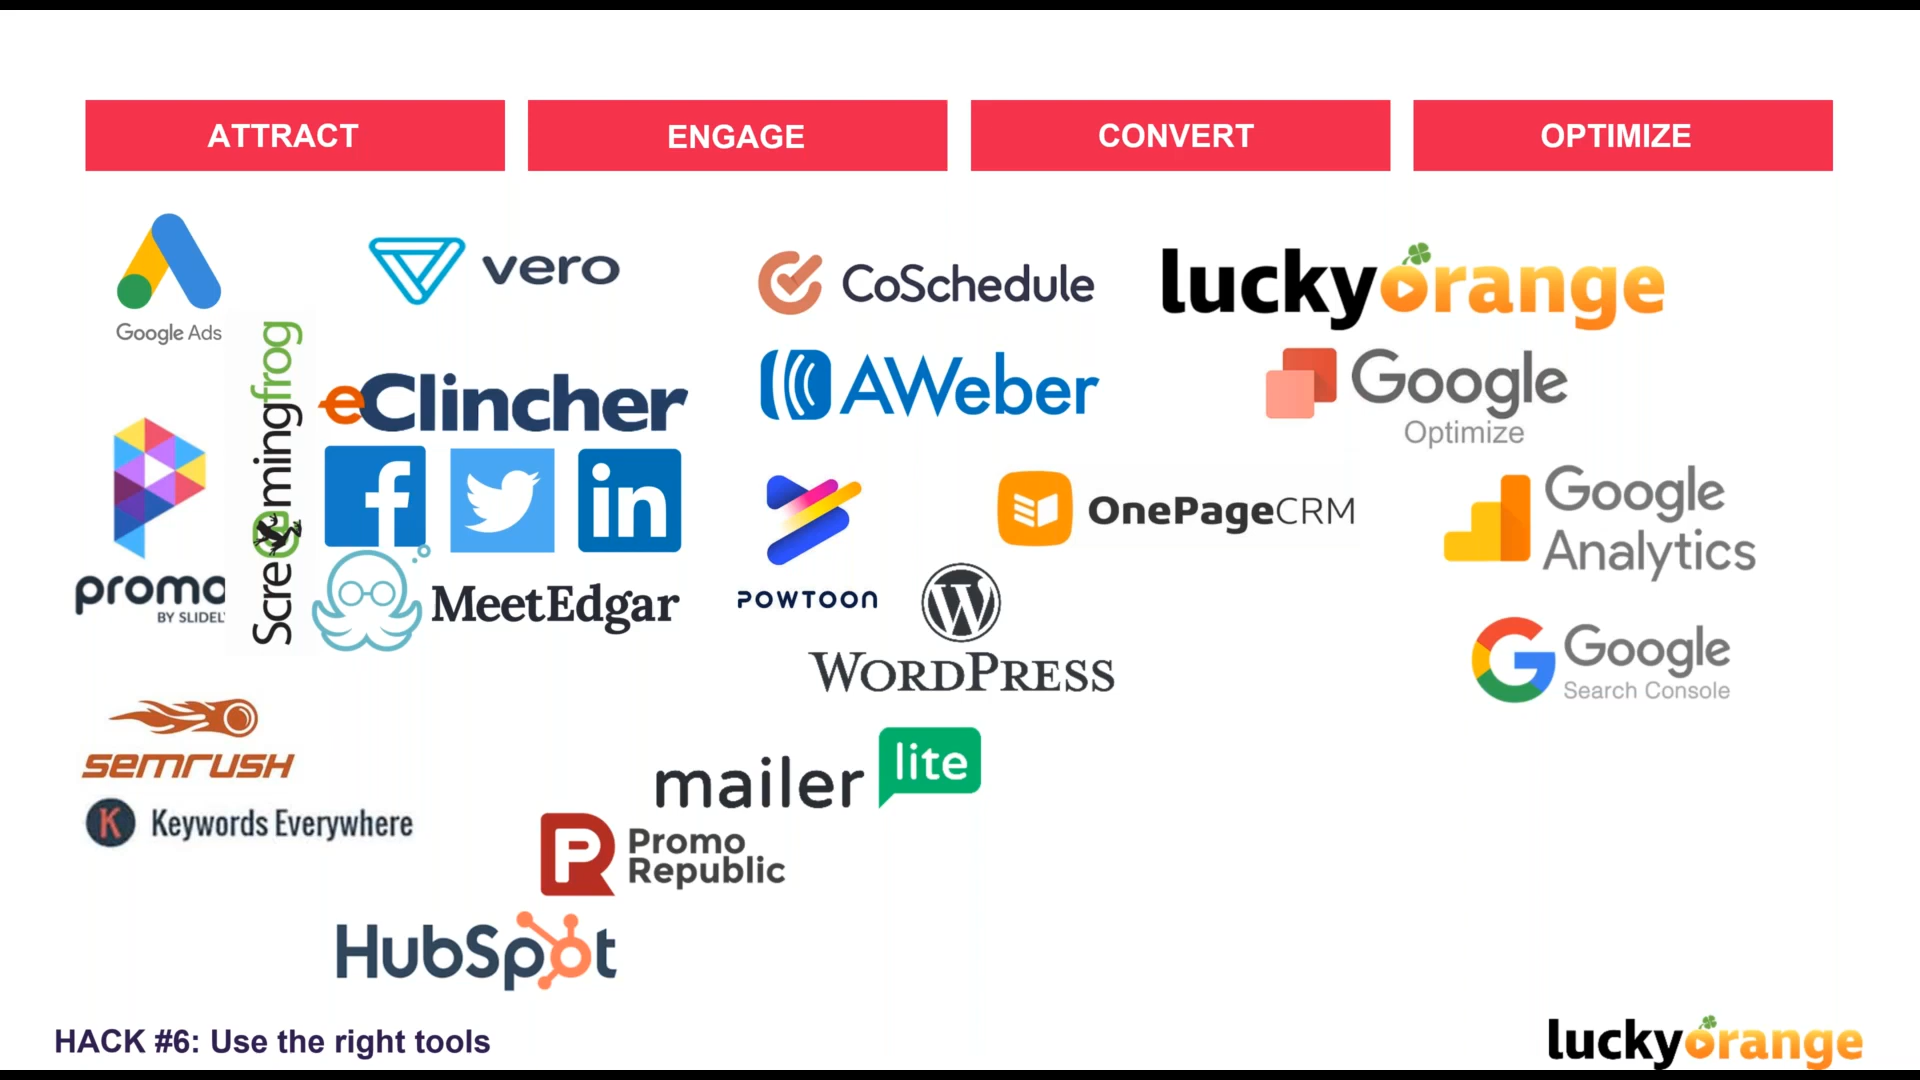 ATTRACT
ENGAGE
CONVERT
OPTIMIZE
Google Ads
vero
CoSchedule
luckyorange
Screamingfrog
eClincher
AWeber
Google
Optimize
promo
BY SLIDEL
f
in
MeetEdgar
POWTOON
OnePageCRM
Google
Analytics
WORDPRESS
Google
Search Console
semrush
K Keywords Everywhere
mailer lite
Promo
Republic
HubSpot
HACK #6: Use the right tools
luckyorange